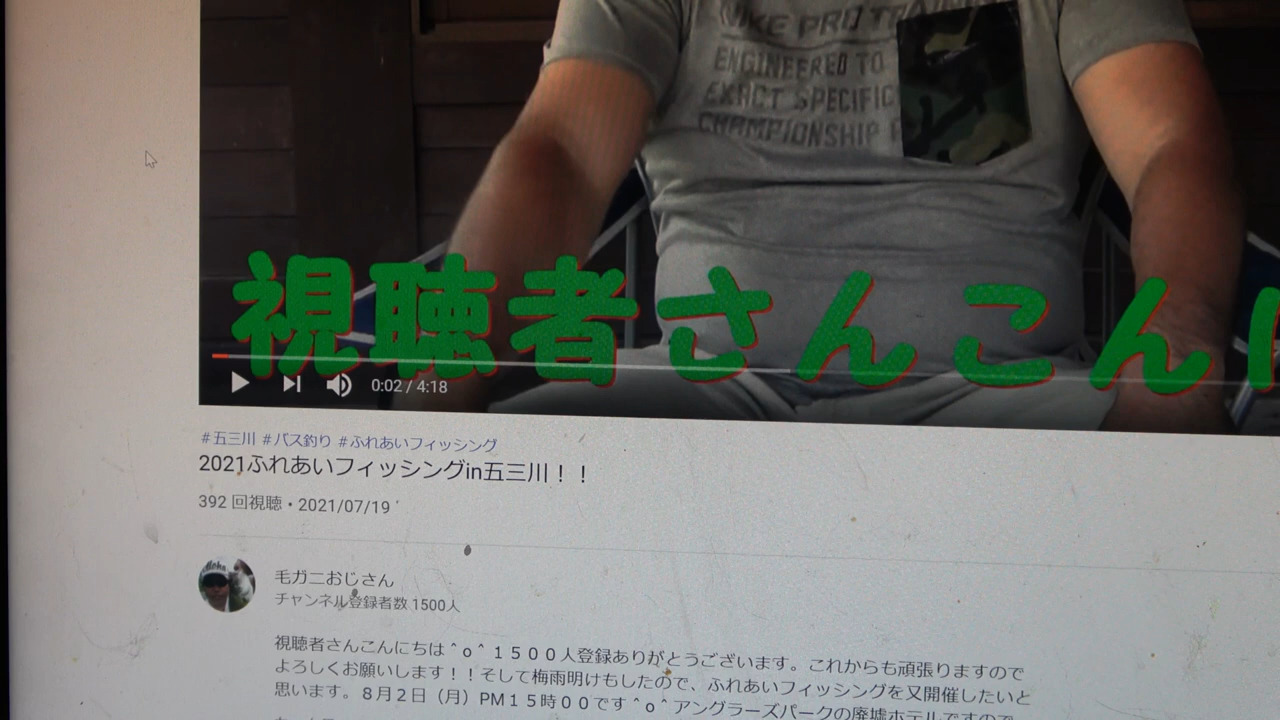 NIKE PRO TRAINING
ENGINEERED TO
EXACT SPECIFIC
CHAMPIONSHIP
視聴者さんこん
0:02 / 4:18
#五三川 #バス釣り #ふれあいフィッシング
2021ふれあいフィッシングin五三川！！
392 回視聴・2021/07/19
毛ガニおじさん
チャンネル登録者数 1500人
視聴者さんこんにちは＾o＾１５００人登録ありがとうございます。これからも頑張りますので
よろしくお願いします！！そして梅雨明けもしたので、ふれあいフィッシングを又開催したいと
思います。８月２日（月）PM１５時００です＾o＾アングラーズパークの廃墟ホテルですので